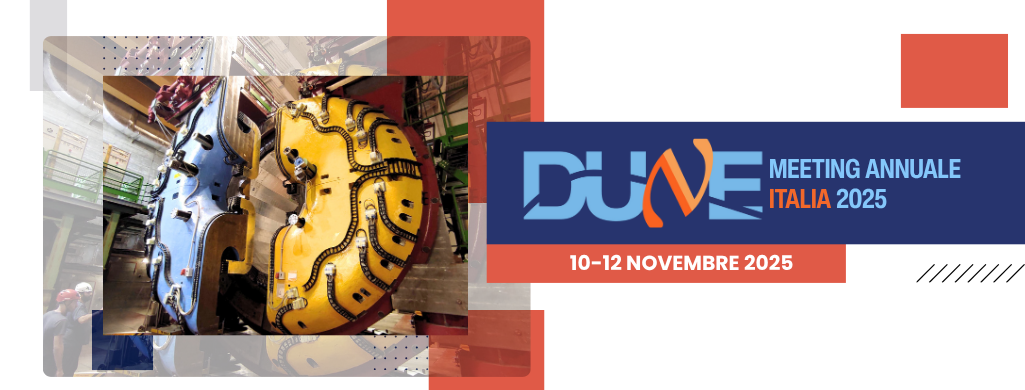 DUNE
MEETING ANNUALE
ITALIA 2025
10-12 NOVEMBRE 2025